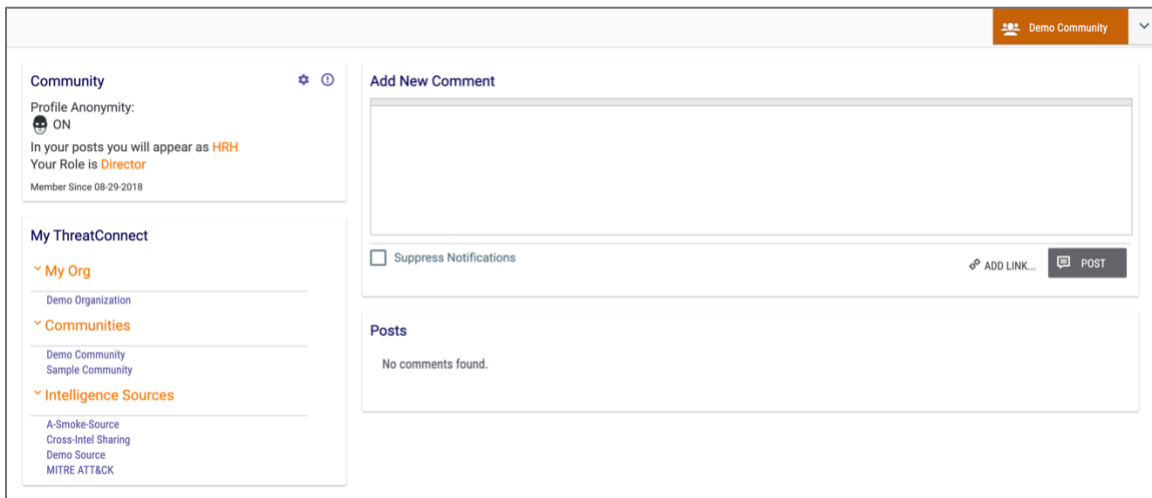 Demo Community
Community
Profile Anonymity:
ON
In your posts you will appear as HRH
Your Role is Director
Member Since 08-29-2018
My ThreatConnect
My Org
Demo Organization
Communities
Demo Community
Sample Community
Intelligence Sources
A-Smoke-Source
Cross-Intel Sharing
Demo Source
MITRE ATT&CK
Add New Comment
Suppress Notifications
ADD LINK...
POST
Posts
No comments found.